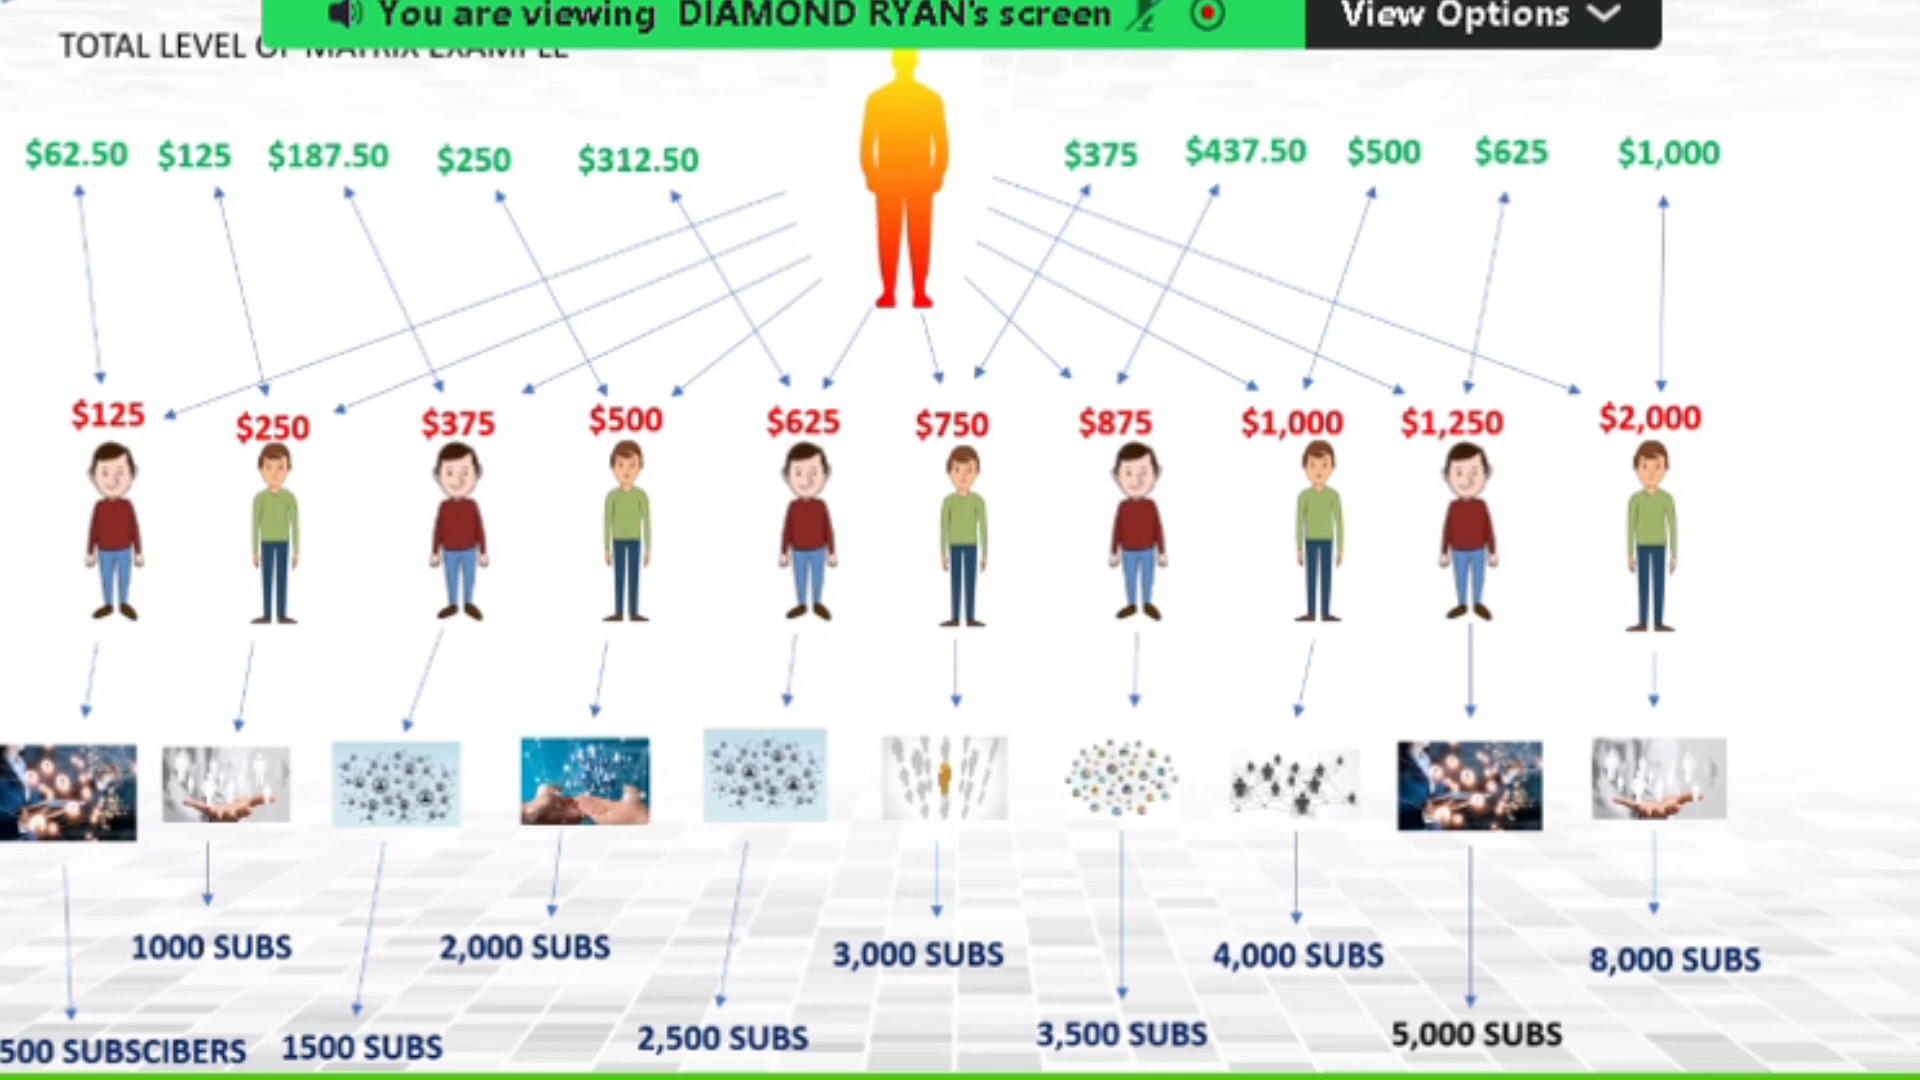 You are viewing DIAMOND RYAN's screen
View Options
TOTAL LEVEL OF MATRIX EXAMPLE
$62.50 $125 $187.50 $250 $312.50 $375 $437.50 $500 $625 $1,000
$125 $250 $375 $500 $625 $750 $875 $1,000 $1,250 $2,000
1000 SUBS 2,000 SUBS 3,000 SUBS 4,000 SUBS 8,000 SUBS
500 SUBSCIBERS 1500 SUBS 2,500 SUBS 3,500 SUBS 5,000 SUBS